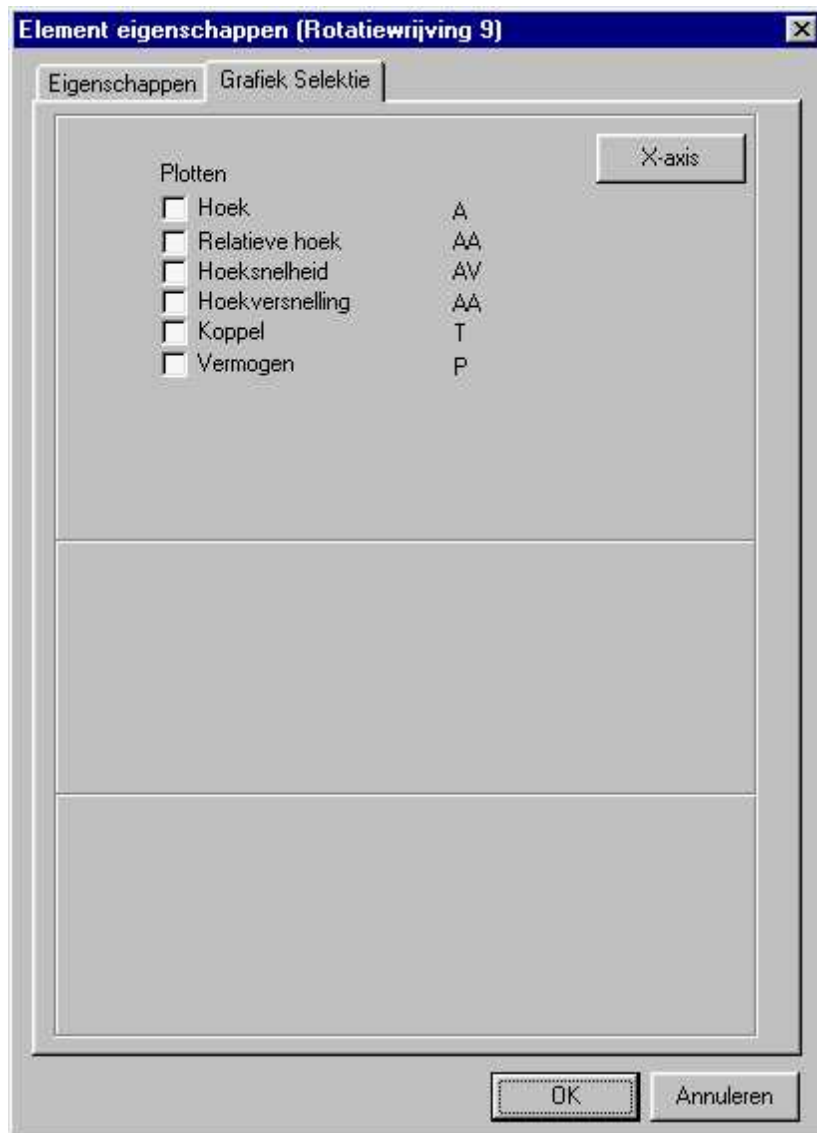 Element eigenschappen (Rotatiewrijving 9)
Eigenschappen Grafiek Selektie
X-axis
Plotten
Hoek A
Relatieve hoek AA
Hoeksnelheid AV
Hoekversnelling AA
Koppel T
Vermogen P
OK Annuleren